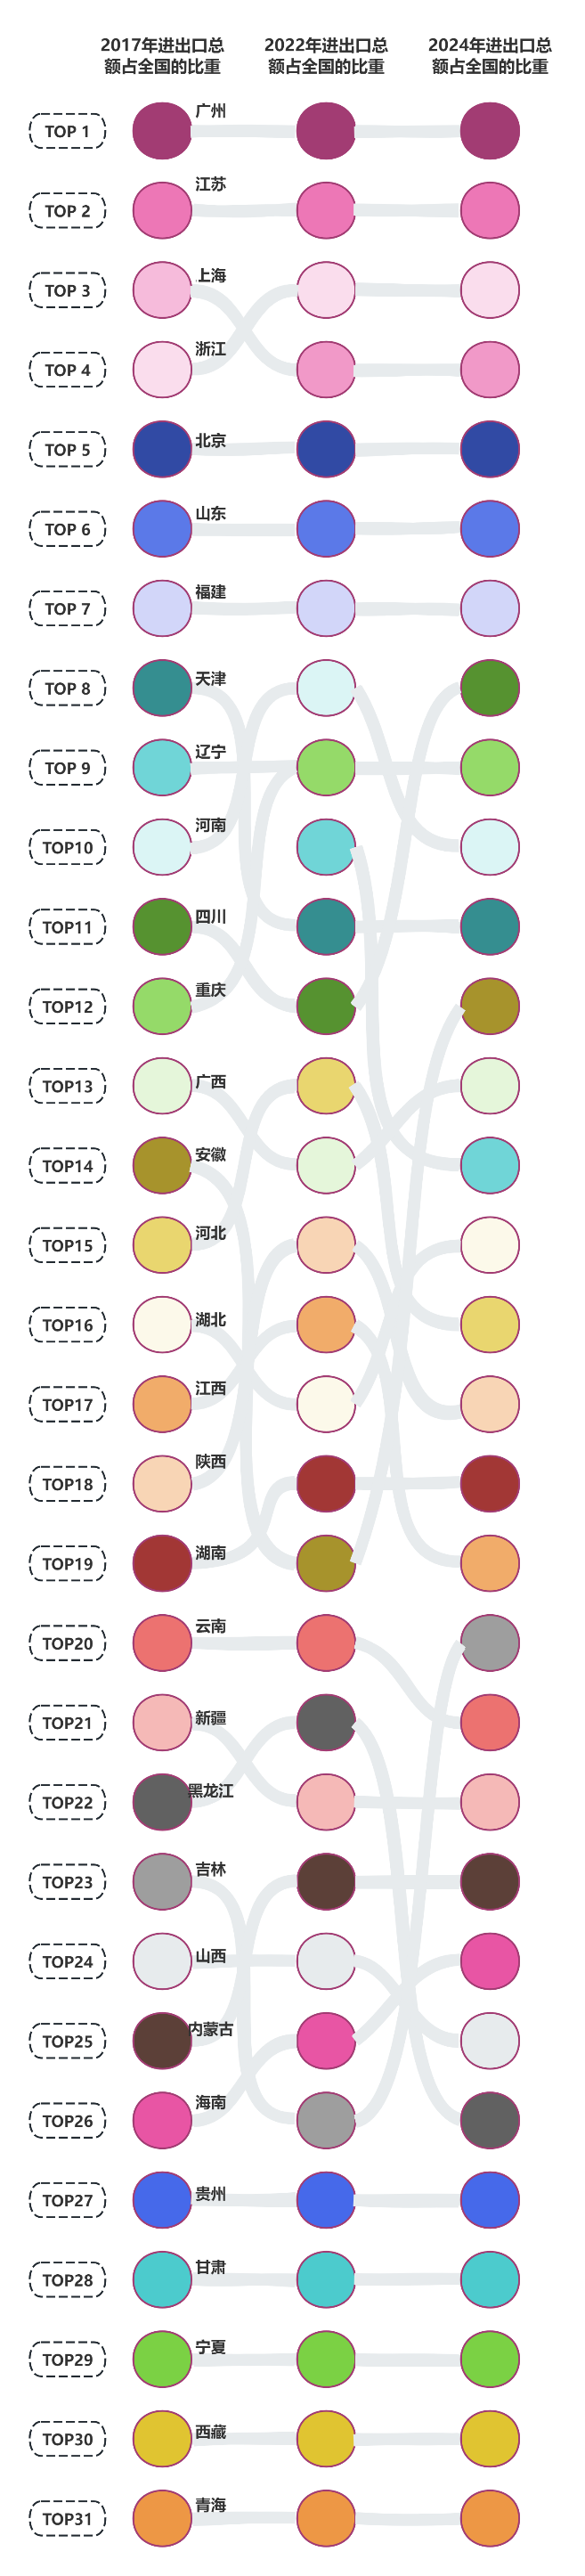 2017年进出口总
额占全国的比重
2022年进出口总
额占全国的比重
2024年进出口总
额占全国的比重
TOP 1
广州
TOP 2
江苏
TOP 3
上海
TOP 4
浙江
TOP 5
北京
TOP 6
山东
TOP 7
福建
TOP 8
天津
TOP 9
辽宁
TOP10
河南
TOP11
四川
TOP12
重庆
TOP13
广西
TOP14
安徽
TOP15
河北
TOP16
湖北
TOP17
江西
TOP18
陕西
TOP19
湖南
TOP20
云南
TOP21
新疆
TOP22
黑龙江
TOP23
吉林
TOP24
山西
TOP25
内蒙古
TOP26
海南
TOP27
贵州
TOP28
甘肃
TOP29
宁夏
TOP30
西藏
TOP31
青海